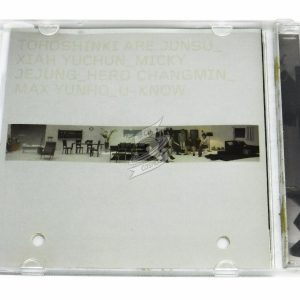 TOHOSHINKI ARE JUNSU_
XIAH YUCHUN_MICKY
JEJUNG_HERO CHANGMIN_
MAX YUNHO_U-KNOW